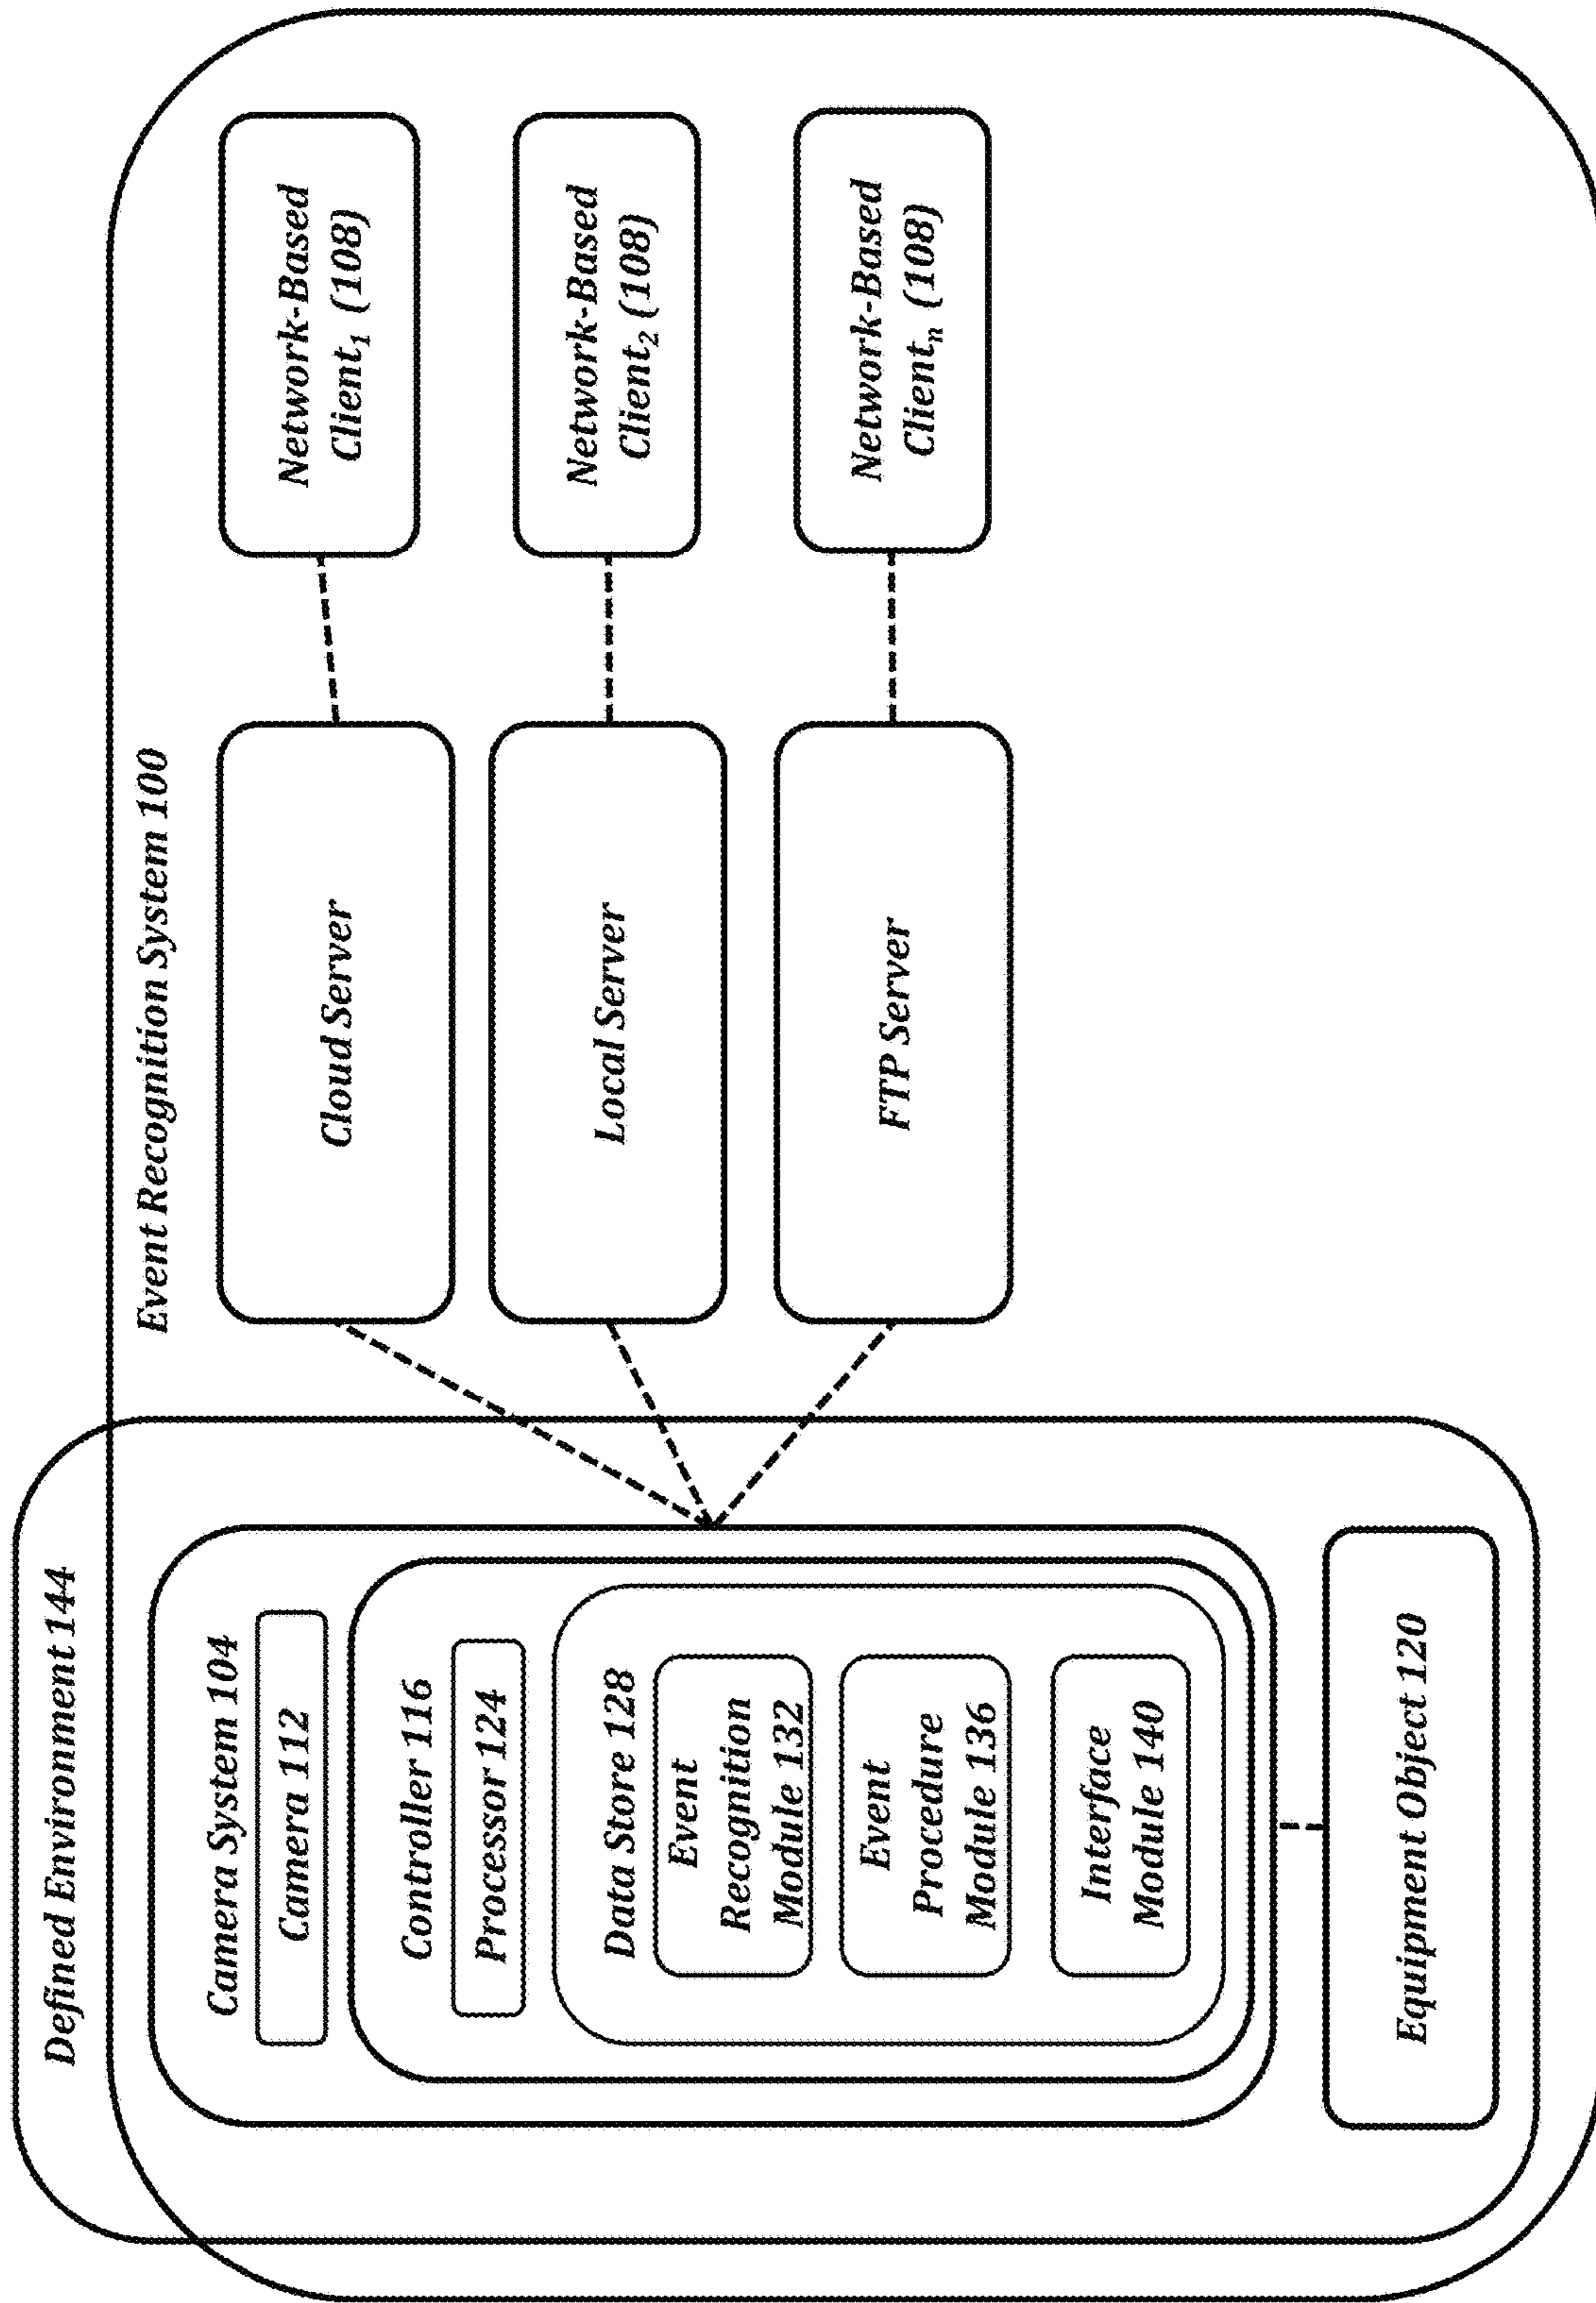 Defined Environment 144
Event Recognition System 100
Camera System 104
Camera 112
Controller 116
Processor 124
Data Store 128
Event
Recognition
Module 132
Event
Procedure
Module 136
Interface
Module 140
Equipment Object 120
Cloud Server
Local Server
FTP Server
Network-Based
Client₁ (108)
Network-Based
Client₂ (108)
Network-Based
Clientₙ (108)